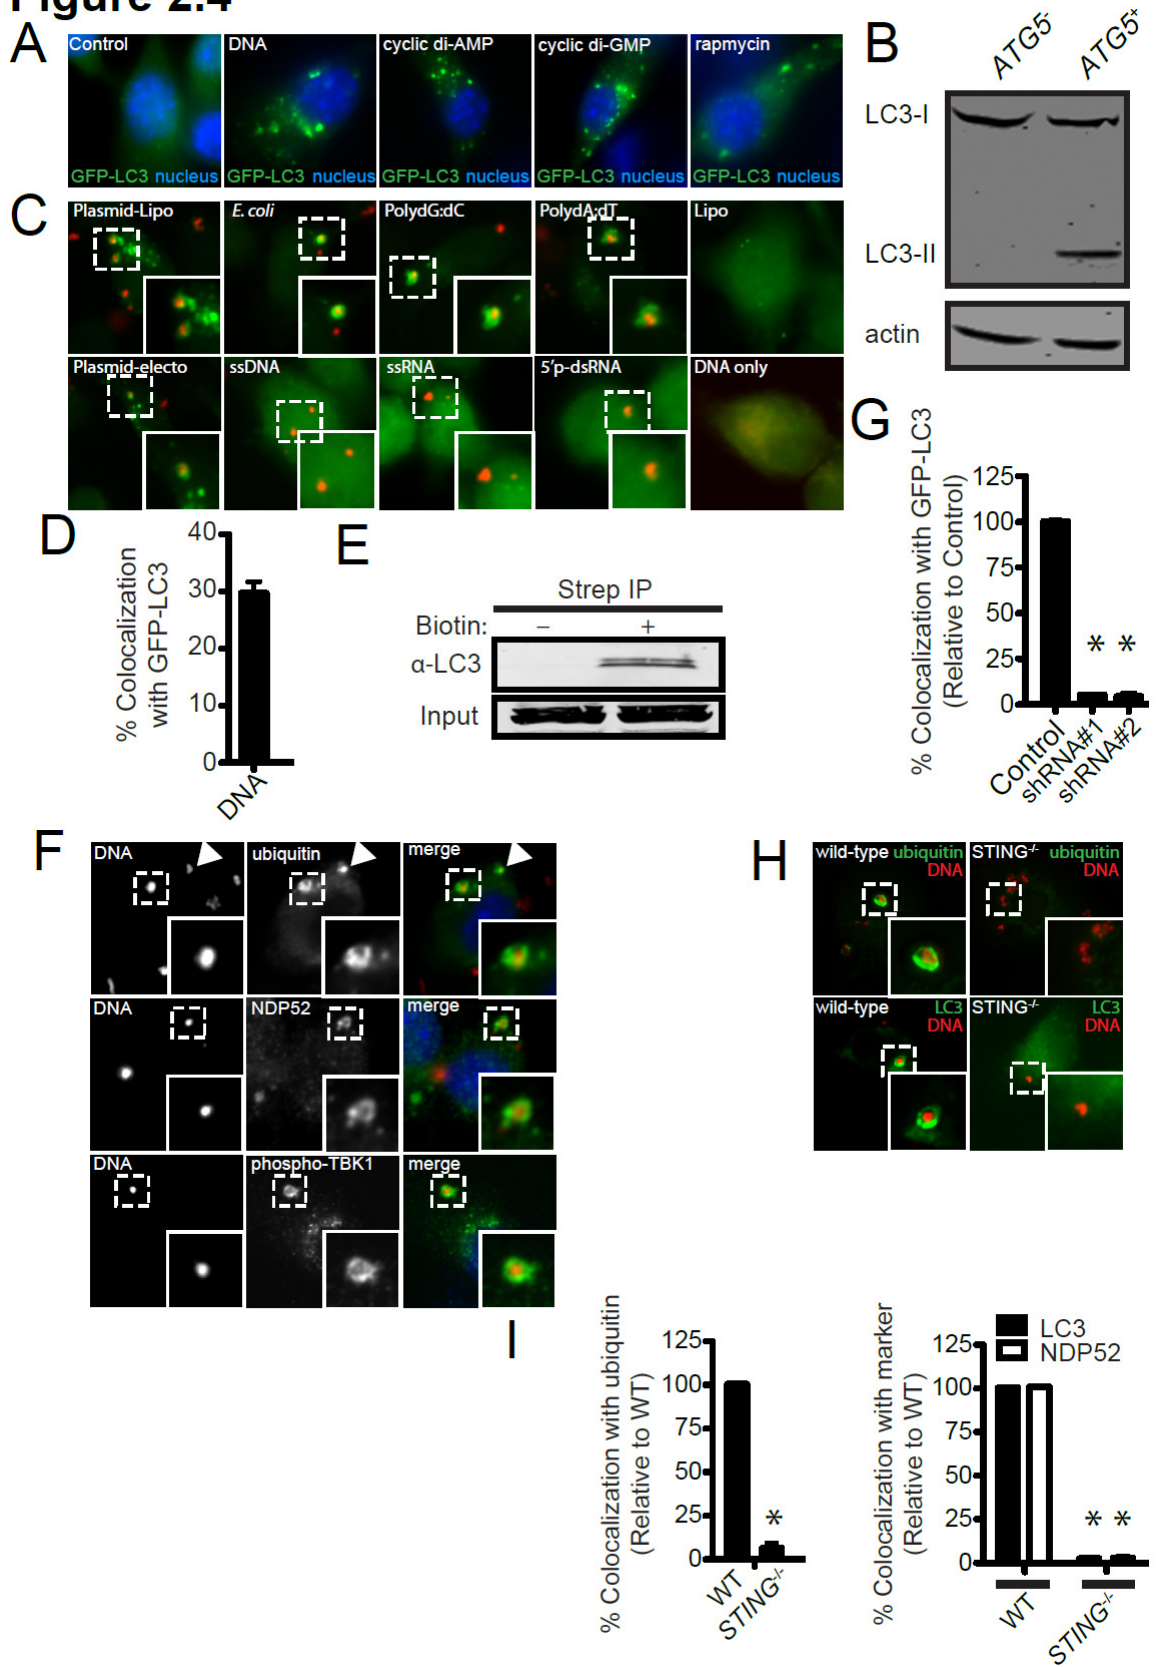 Figure 2.4
A
Control
DNA
cyclic di-AMP
cyclic di-GMP
rapmycin
GFP-LC3 nucleus
GFP-LC3 nucleus
GFP-LC3 nucleus
GFP-LC3 nucleus
GFP-LC3 nucleus
B
ATG5-
ATG5+
LC3-I
LC3-II
actin
C
Plasmid-Lipo
E. coli
PolydG:dC
PolydA:dT
Lipo
Plasmid-electo
ssDNA
ssRNA
5'p-dsRNA
DNA only
D
% Colocalization
with GFP-LC3
40
30
20
10
0
DNA
E
Strep IP
Biotin: – +
α-LC3
Input
G
% Colocalization with GFP-LC3
(Relative to Control)
125
100
75
50
25
0
* *
Control
shRNA#1
shRNA#2
F
DNA
ubiquitin
merge
DNA
NDP52
merge
DNA
phospho-TBK1
merge
H
wild-type ubiquitin
DNA
STING-/- ubiquitin
DNA
wild-type LC3
DNA
STING-/- LC3
DNA
I
% Colocalization with ubiquitin
(Relative to WT)
125
100
75
50
25
0
*
WT
STING-/-
% Colocalization with marker
(Relative to WT)
LC3
NDP52
125
100
75
50
25
0
* *
WT
STING-/-